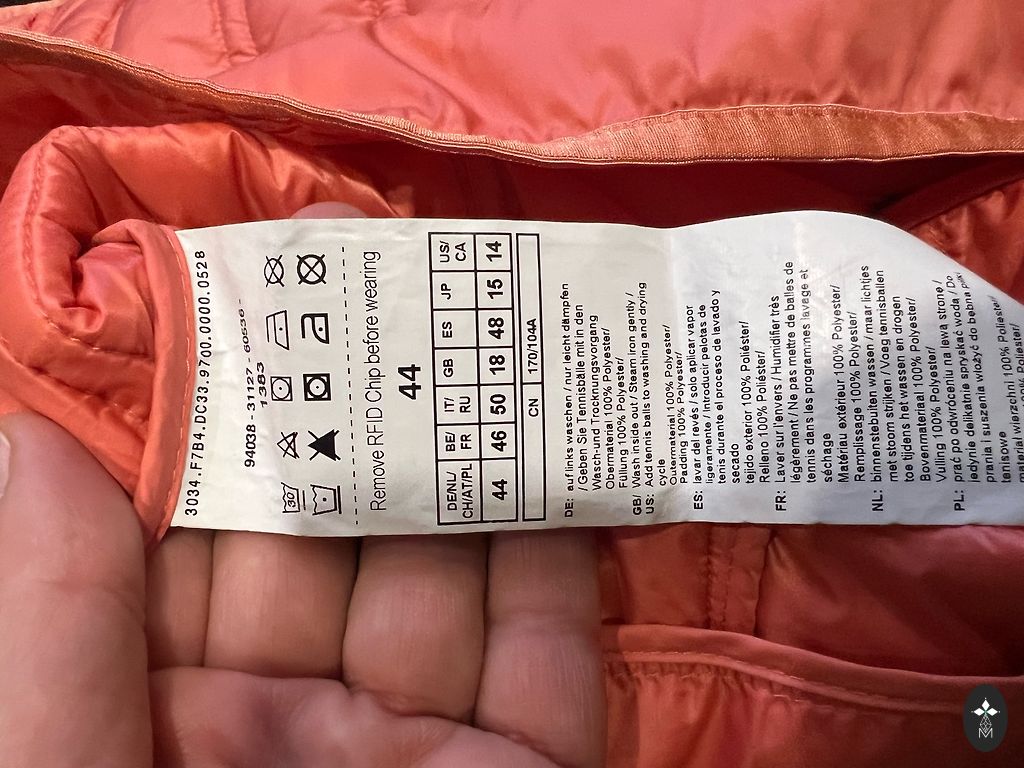 3034.F7B4.DC33.9700.0000.0528
94038 - 31127 - 60536 -
1383
30
Remove RFID Chip before wearing
44
DE/NL/
CH/AT/PL
BE/
FR
IT/
RU
GB
ES
JP
US/
CA
44
46
50
18
48
15
14
CN
170/104A
DE: auf links waschen / nur leicht dämpfen
/ Geben Sie Tennisbälle mit in den
Wasch-und Trocknungsvorgang
Obermaterial 100% Polyester/
Füllung 100% Polyester/
GB/ Wash inside out / Steam iron gently /
US: Add tennis balls to washing and drying
cycle
Outermaterial 100% Polyester/
Padding 100% Polyester/
ES: lavar del revés / solo aplicar vapor
ligeramente / Introducir pelotas de
tenis durante el proceso de lavado y
secado
tejido exterior 100% Poliéster/
Relleno 100% Poliéster/
FR: Laver sur l'envers / Humidifier très
légèrement / Ne pas mettre de balles de
tennis dans les programmes lavage et
séchage
Matériau extérieur 100% Polyester/
Remplissage 100% Polyester/
NL: binnenstebuiten wassen / maar lichtjes
met stoom strijken / Voeg tennisballen
toe tijdens het wassen en drogen
Bovenmateriaal 100% Polyester/
Vulling 100% Polyester/
PL: prać po odwróceniu na lewą stronę /
jedynie delikatnie spryskać wodą / Do
prania i suszenia włożyć do bębna piłki
tenisowe
materiał wierzchni 100% Poliester/
100% Poliester/